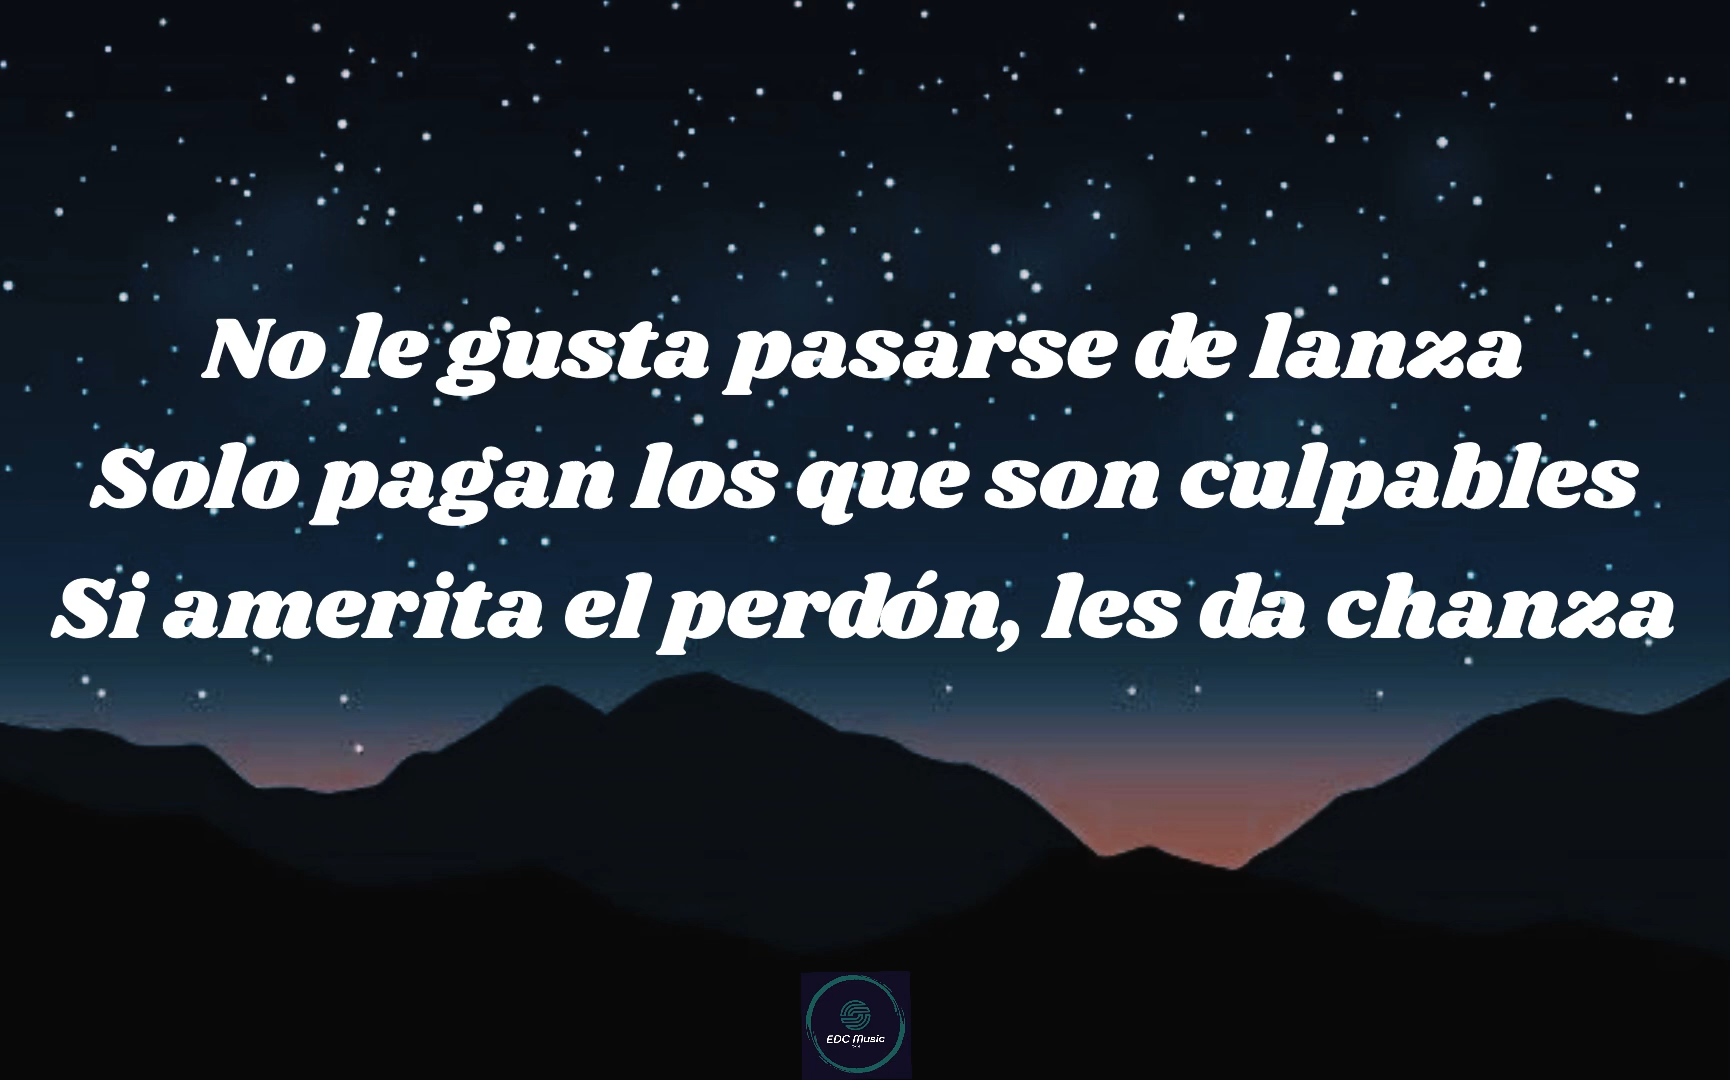 No le gusta pasarse de lanza
Solo pagan los que son culpables
Si amerita el perdón, les da chanza
EDC Music